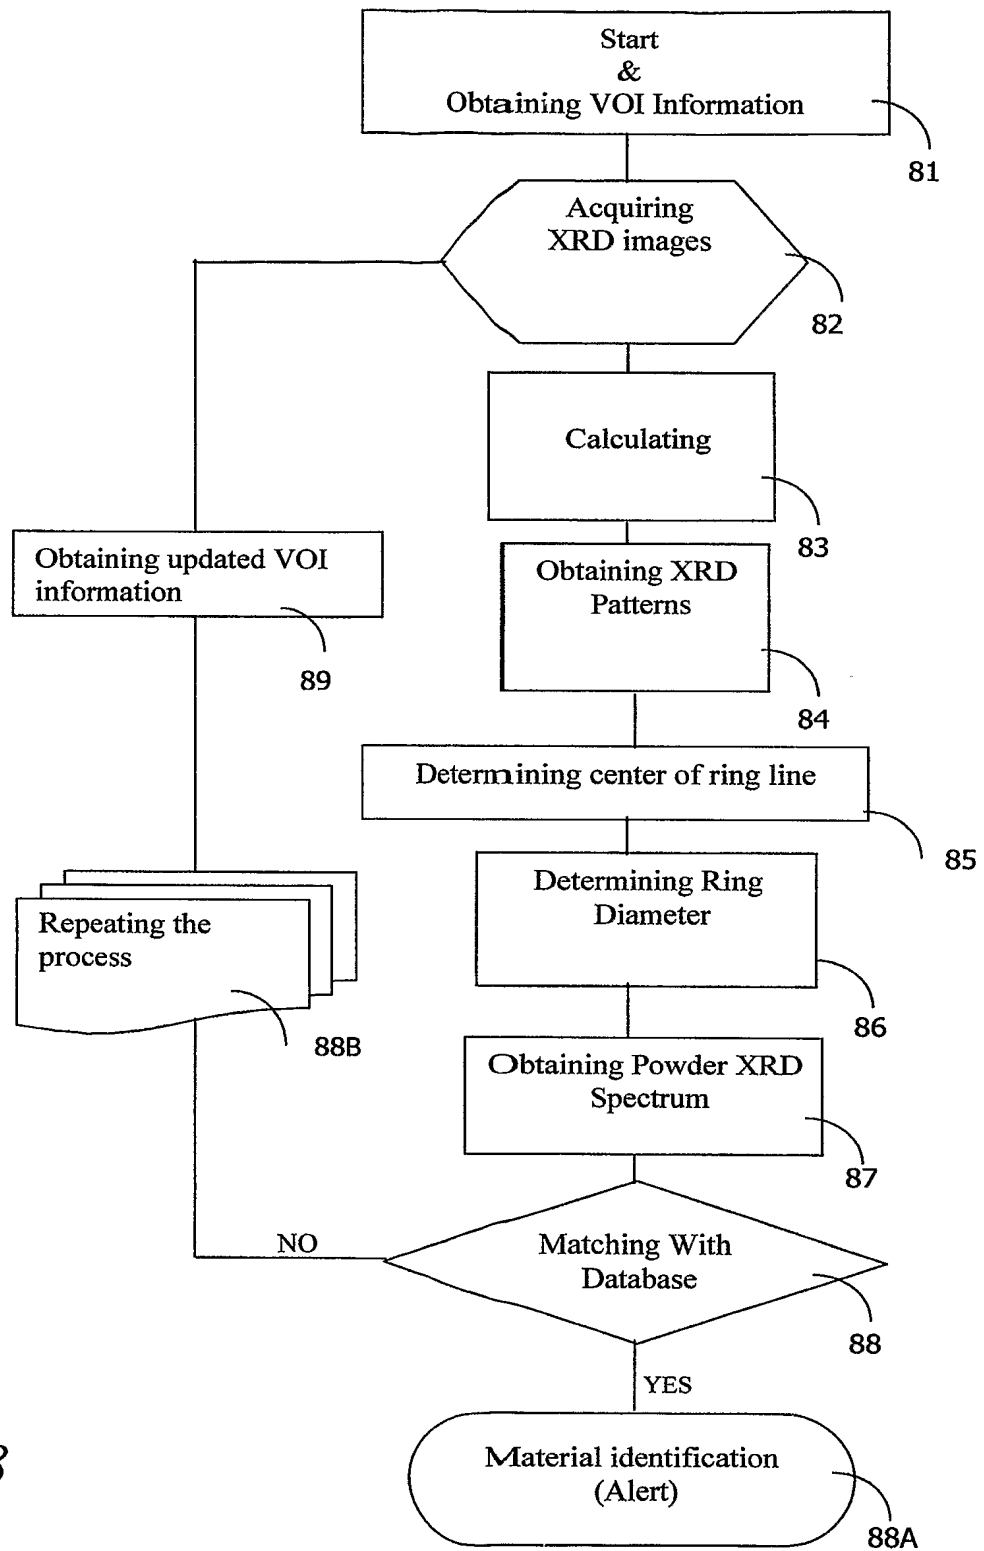 Start
&
Obtaining VOI Information
81
Acquiring
XRD images
82
Calculating
83
Obtaining updated VOI
information
89
Obtaining XRD
Patterns
84
Determining center of ring line
85
Determining Ring
Diameter
86
Repeating the
process
88B
Obtaining Powder XRD
Spectrum
87
NO
Matching With
Database
88
YES
Material identification
(Alert)
88A